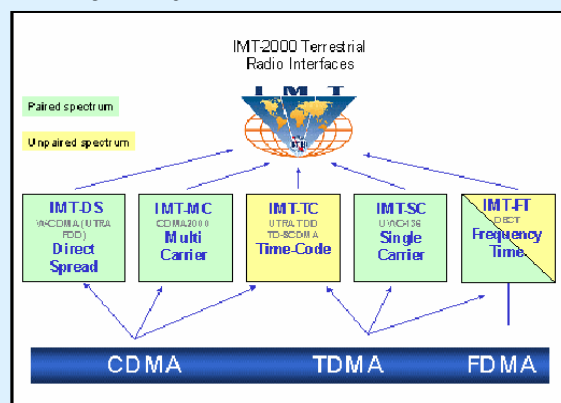 IMT-2000 Terrestrial
Radio Interfaces
I M T
Paired spectrum
Unpaired spectrum
IMT-DS
W-CDMA (UTRA
FDD)
Direct
Spread
IMT-MC
CDMA2000
Multi
Carrier
IMT-TC
UTRA TDD
TD-SCDMA
Time-Code
IMT-SC
UWC-136
Single
Carrier
IMT-FT
DECT
Frequency
Time
CDMA
TDMA
FDMA